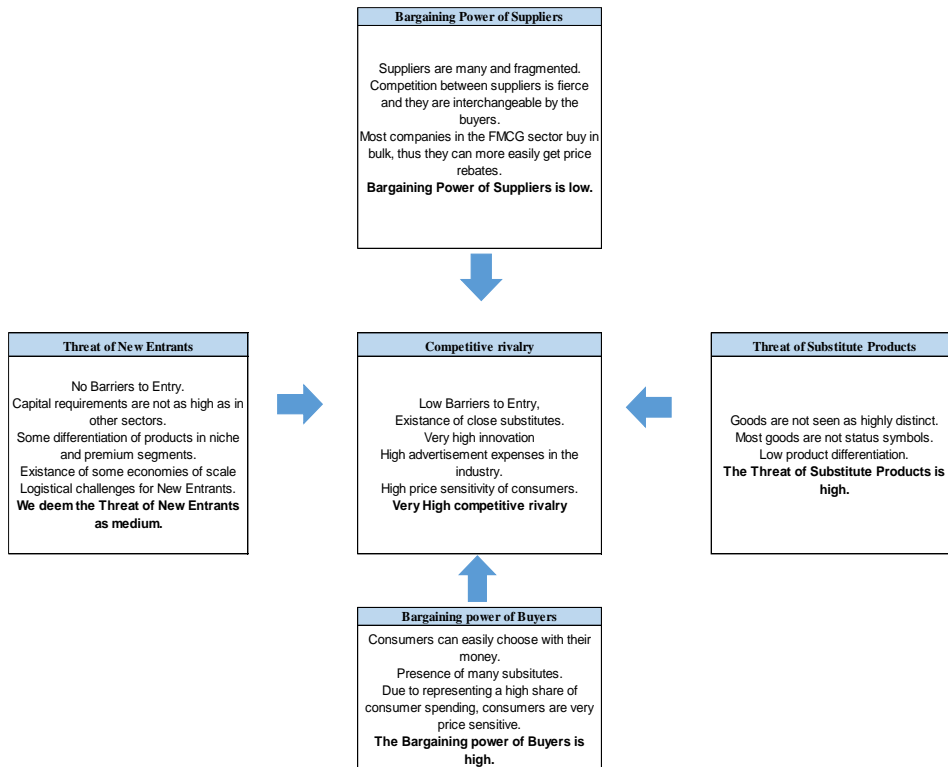 Bargaining Power of Suppliers
Suppliers are many and fragmented.
Competition between suppliers is fierce
and they are interchangeable by the
buyers.
Most companies in the FMCG sector buy in
bulk, thus they can more easily get price
rebates.
Bargaining Power of Suppliers is low.
Threat of New Entrants
No Barriers to Entry.
Capital requirements are not as high as in
other sectors.
Some differentiation of products in niche
and premium segments.
Existance of some economies of scale
Logistical challenges for New Entrants.
We deem the Threat of New Entrants
as medium.
Competitive rivalry
Low Barriers to Entry,
Existance of close substitutes.
Very high innovation
High advertisement expenses in the
industry.
High price sensitivity of consumers.
Very High competitive rivalry
Threat of Substitute Products
Goods are not seen as highly distinct.
Most goods are not status symbols.
Low product differentiation.
The Threat of Substitute Products is
high.
Bargaining power of Buyers
Consumers can easily choose with their
money.
Presence of many subsitutes.
Due to representing a high share of
consumer spending, consumers are very
price sensitive.
The Bargaining power of Buyers is
high.